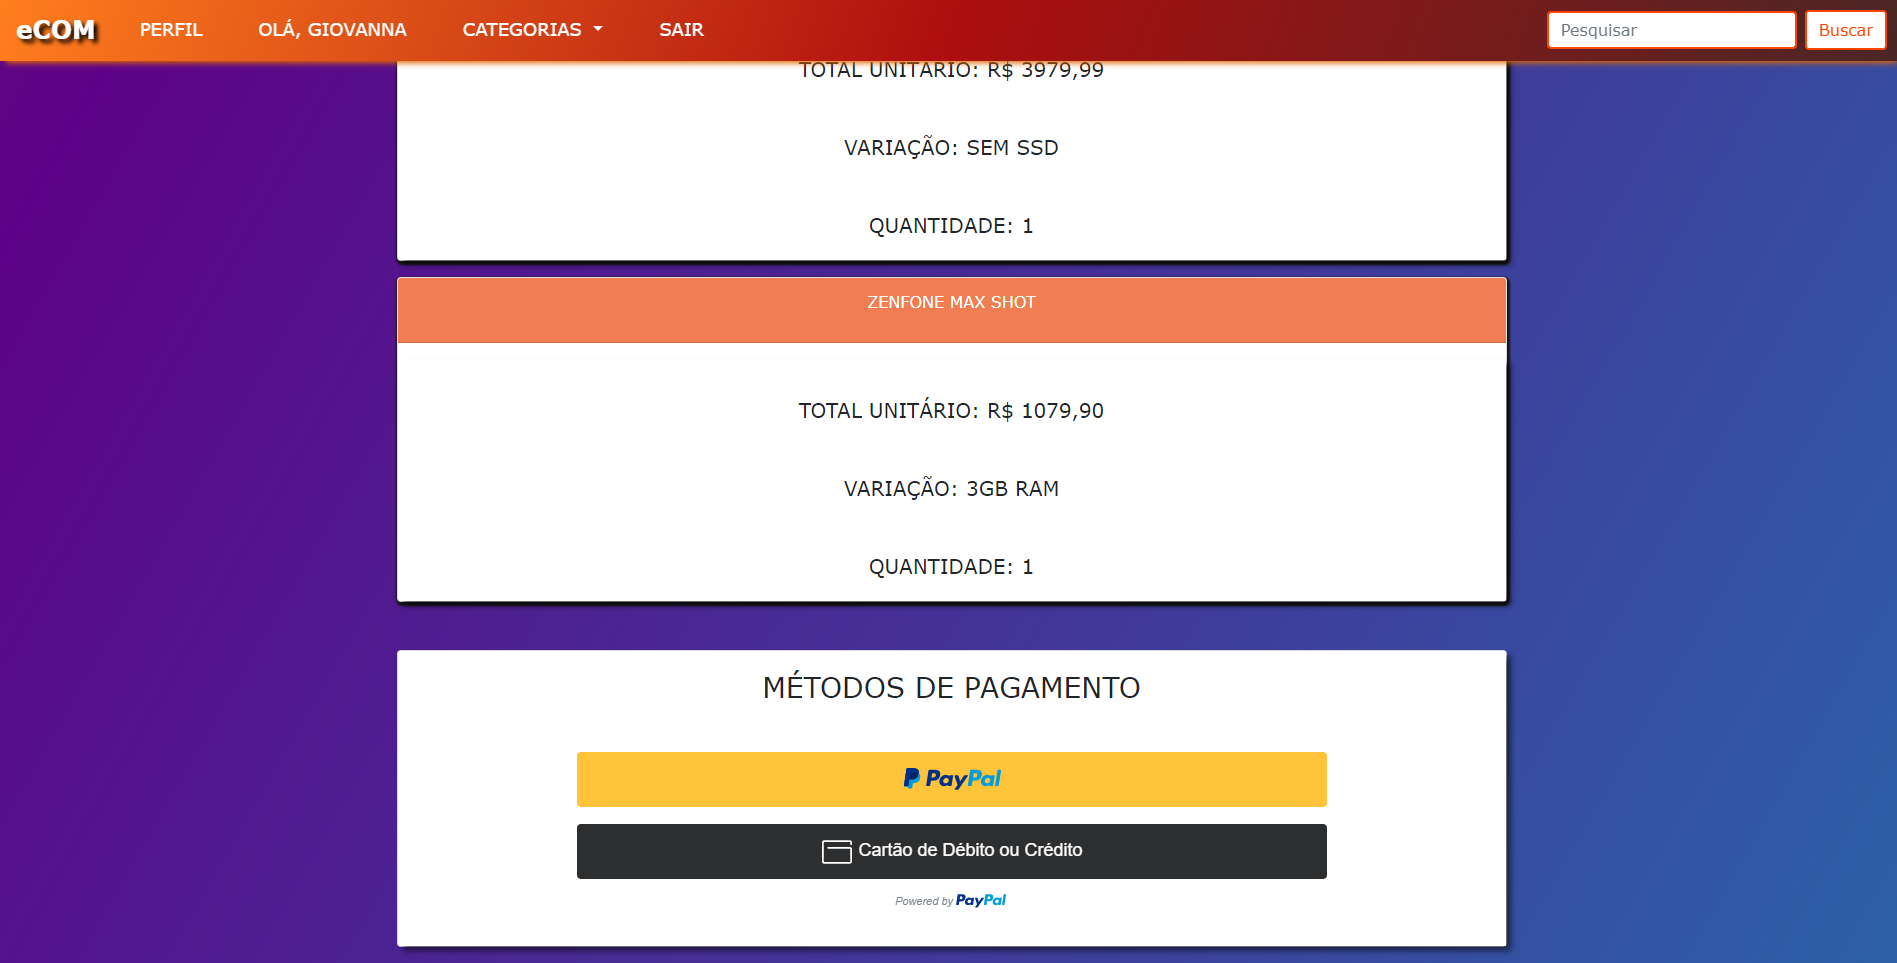 eCOM PERFIL OLÁ, GIOVANNA CATEGORIAS SAIR Pesquisar Buscar
TOTAL UNITÁRIO: R$ 3979,99
VARIAÇÃO: SEM SSD
QUANTIDADE: 1
ZENFONE MAX SHOT
TOTAL UNITÁRIO: R$ 1079,90
VARIAÇÃO: 3GB RAM
QUANTIDADE: 1
MÉTODOS DE PAGAMENTO
PayPal
Cartão de Débito ou Crédito
Powered by PayPal